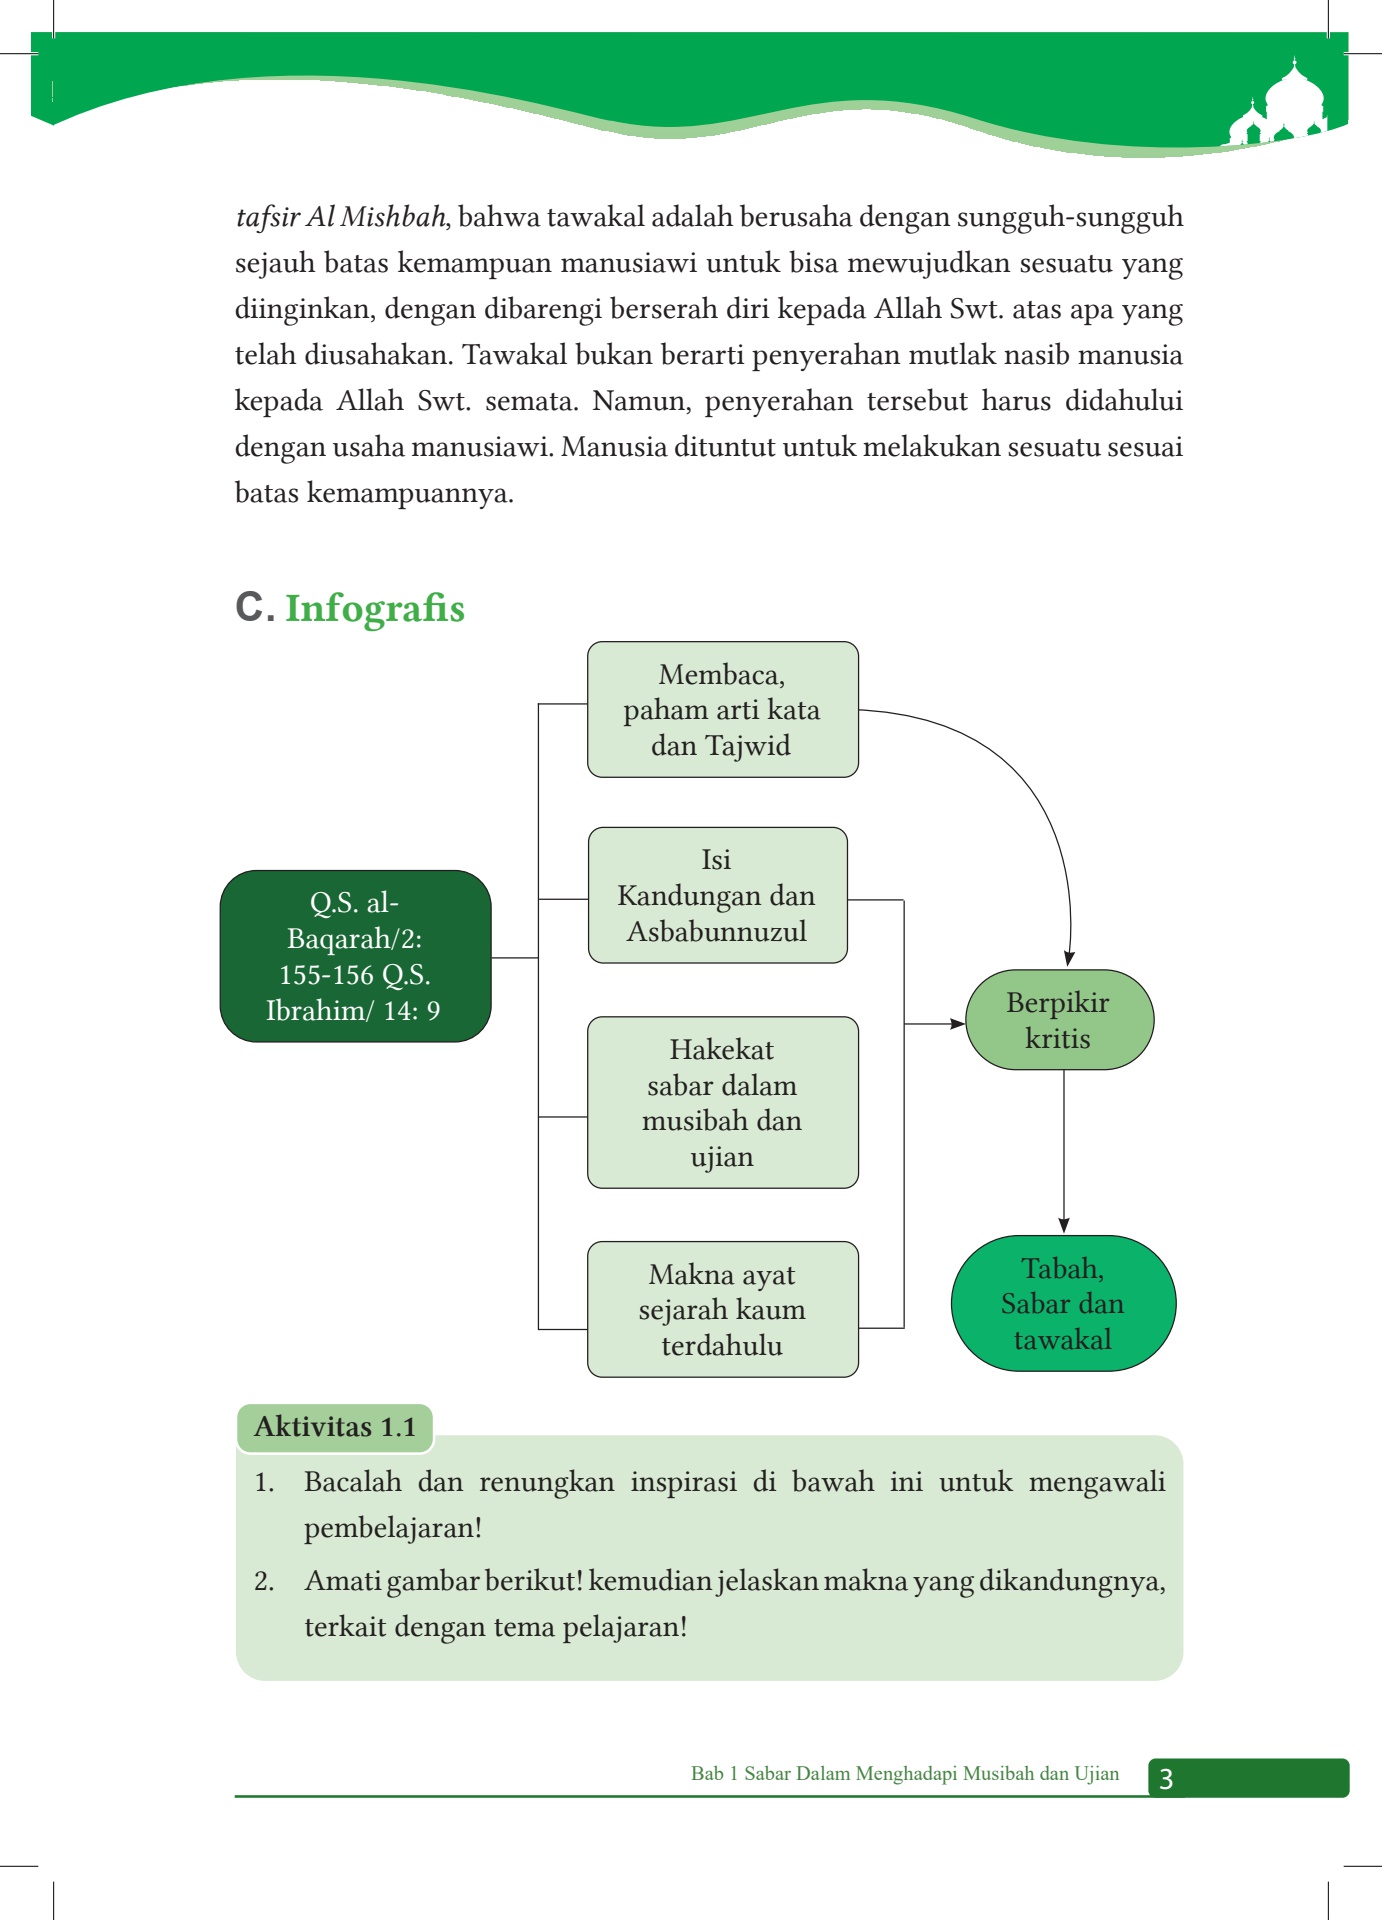 tafsir Al Mishbah, bahwa tawakal adalah berusaha dengan sungguh-sungguh
sejauh batas kemampuan manusiawi untuk bisa mewujudkan sesuatu yang
diinginkan, dengan dibarengi berserah diri kepada Allah Swt. atas apa yang
telah diusahakan. Tawakal bukan berarti penyerahan mutlak nasib manusia
kepada Allah Swt. semata. Namun, penyerahan tersebut harus didahului
dengan usaha manusiawi. Manusia dituntut untuk melakukan sesuatu sesuai
batas kemampuannya.
C. Infografis
Q.S. al-
Baqarah/2:
155-156 Q.S.
Ibrahim/ 14: 9
Membaca,
paham arti kata
dan Tajwid
Isi
Kandungan dan
Asbabunnuzul
Hakekat
sabar dalam
musibah dan
ujian
Makna ayat
sejarah kaum
terdahulu
Berpikir
kritis
Tabah,
Sabar dan
tawakal
Aktivitas 1.1
1. Bacalah dan renungkan inspirasi di bawah ini untuk mengawali
pembelajaran!
2. Amati gambar berikut! kemudian jelaskan makna yang dikandungnya,
terkait dengan tema pelajaran!
Bab 1 Sabar Dalam Menghadapi Musibah dan Ujian 3